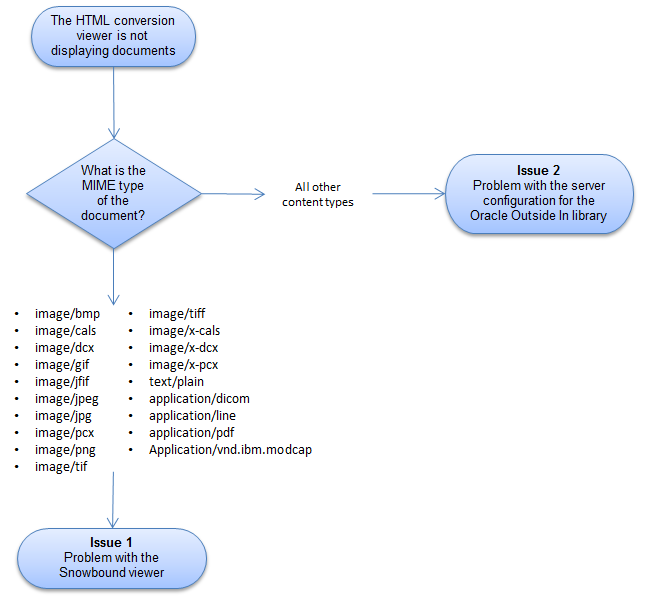 The HTML conversion
viewer is not
displaying documents
What is the
MIME type
of the
document?
All other
content types
Issue 2
Problem with the server
configuration for the
Oracle Outside In library
• image/bmp
• image/cals
• image/dcx
• image/gif
• image/jfif
• image/jpeg
• image/jpg
• image/pcx
• image/png
• image/tif
• image/tiff
• image/x-cals
• image/x-dcx
• image/x-pcx
• text/plain
• application/dicom
• application/line
• application/pdf
• Application/vnd.ibm.modcap
Issue 1
Problem with the
Snowbound viewer